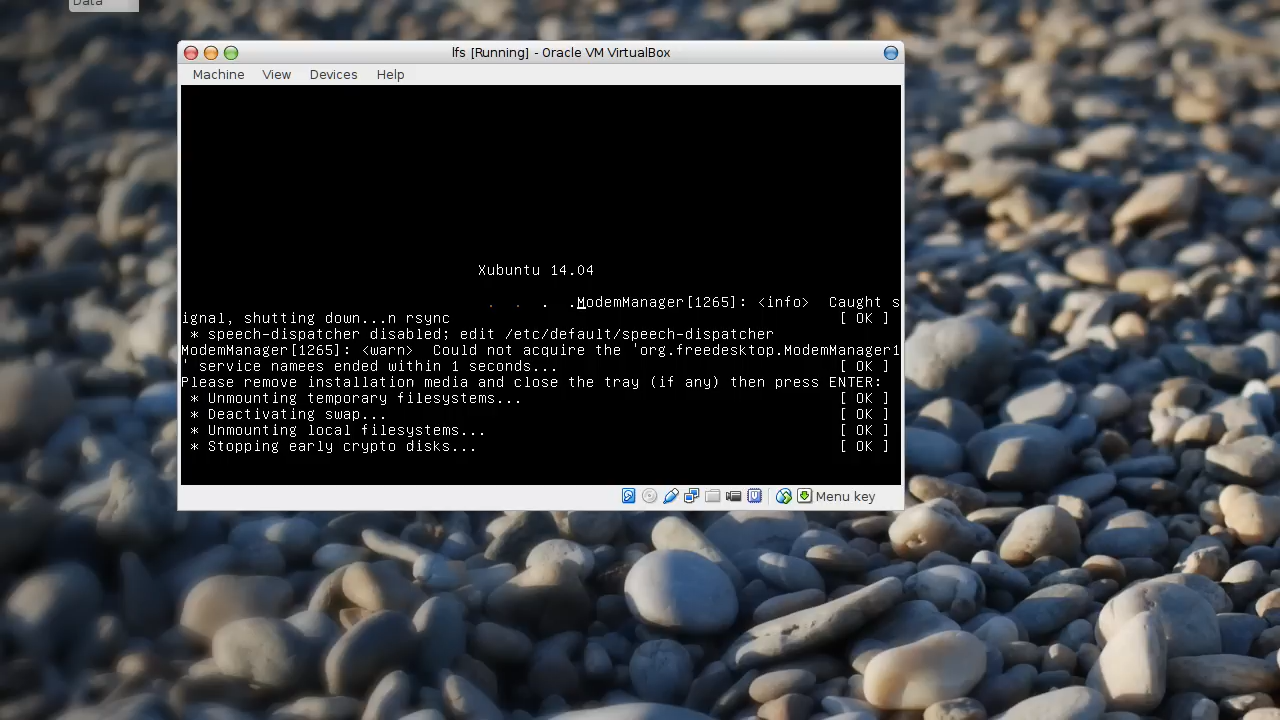 Data
lfs [Running] - Oracle VM VirtualBox
Machine View Devices Help
Xubuntu 14.04
. . . .ModemManager[1265]: <info>  Caught s
ignal, shutting down...n rsync [ OK ]
* speech-dispatcher disabled; edit /etc/default/speech-dispatcher
ModemManager[1265]: <warn>  Could not acquire the 'org.freedesktop.ModemManager1
' service names ended within 1 seconds... [ OK ]
Please remove installation media and close the tray (if any) then press ENTER:
* Unmounting temporary filesystems... [ OK ]
* Deactivating swap... [ OK ]
* Unmounting local filesystems... [ OK ]
* Stopping early crypto disks... [ OK ]
Menu key